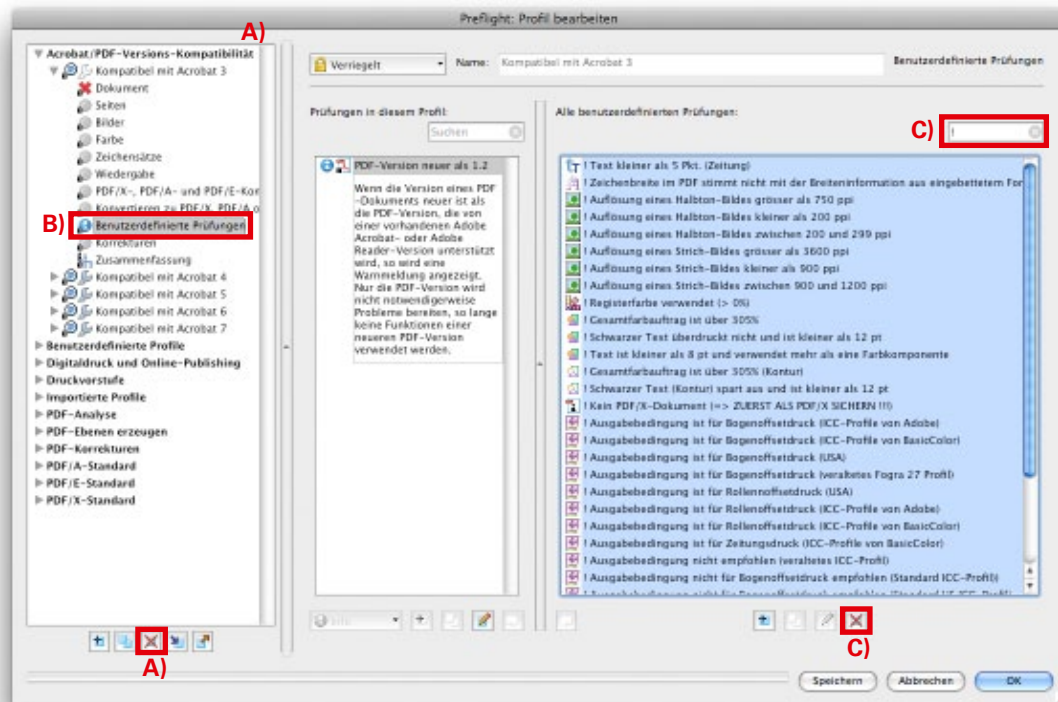 Preflight: Profil bearbeiten
A)
Acrobat/PDF-Versions-Kompatibilität
Kompatibel mit Acrobat 3
Dokument
Seiten
Bilder
Farbe
Zeichensätze
Wiedergabe
PDF/X-, PDF/A- und PDF/E-Kon
Konvertieren zu PDF/X, PDF/A o
B)
Benutzerdefinierte Prüfungen
Korrekturen
Zusammenfassung
Kompatibel mit Acrobat 4
Kompatibel mit Acrobat 5
Kompatibel mit Acrobat 6
Kompatibel mit Acrobat 7
Benutzerdefinierte Profile
Digitaldruck und Online-Publishing
Druckvorstufe
Importierte Profile
PDF-Analyse
PDF-Ebenen erzeugen
PDF-Korrekturen
PDF/A-Standard
PDF/E-Standard
PDF/X-Standard
A)
Verriegelt
Name: Kompatibel mit Acrobat 3
Benutzerdefinierte Prüfungen
Prüfungen in diesem Profil:
Suchen
PDF-Version neuer als 1.2
Wenn die Version eines PDF
-Dokuments neuer ist als
die PDF-Version, die von
einer vorhandenen Adobe
Acrobat- oder Adobe
Reader-Version unterstützt
wird, so wird eine
Warnmeldung angezeigt.
Nur die PDF-Version wird
nicht notwendigerweise
Probleme bereiten, so lange
keine Funktionen einer
neueren PDF-Version
verwendet werden.
Alle benutzerdefinierten Prüfungen:
C)
!
! Text kleiner als 5 Pkt. (Zeitung)
! Zeichenbreite im PDF stimmt nicht mit der Breiteninformation aus eingebettetem For
! Auflösung eines Halbton-Bildes grösser als 750 ppi
! Auflösung eines Halbton-Bildes kleiner als 200 ppi
! Auflösung eines Halbton-Bildes zwischen 200 und 299 ppi
! Auflösung eines Strich-Bildes grösser als 3600 ppi
! Auflösung eines Strich-Bildes kleiner als 900 ppi
! Auflösung eines Strich-Bildes zwischen 900 und 1200 ppi
! Registerfarbe verwendet (> 0%)
! Gesamtfarbauftrag ist über 305%
! Schwarzer Text überdruckt nicht und ist kleiner als 12 pt
! Text ist kleiner als 8 pt und verwendet mehr als eine Farbkomponente
! Gesamtfarbauftrag ist über 305% (Kontur)
! Schwarzer Text (Kontur) spart aus und ist kleiner als 12 pt
! Kein PDF/X-Dokument (=> ZUERST ALS PDF/X SICHERN !!!)
! Ausgabebedingung ist für Bogenoffsetdruck (ICC-Profile von Adobe)
! Ausgabebedingung ist für Bogenoffsetdruck (ICC-Profile von BasicColor)
! Ausgabebedingung ist für Bogenoffsetdruck (USA)
! Ausgabebedingung ist für Bogenoffsetdruck (veraltetes Fogra 27 Profil)
! Ausgabebedingung ist für Rollennoffsetdruck (USA)
! Ausgabebedingung ist für Rollenoffsetdruck (ICC-Profile von Adobe)
! Ausgabebedingung ist für Rollenoffsetdruck (ICC-Profile von BasicColor)
! Ausgabebedingung ist für Zeitungsdruck (ICC-Profile von BasicColor)
! Ausgabebedingung nicht empfohlen (veraltetes ICC-Profil)
! Ausgabebedingung nicht für Bogenoffsetdruck empfohlen (Standard ICC-Profil)
C)
Speichern
Abbrechen
OK